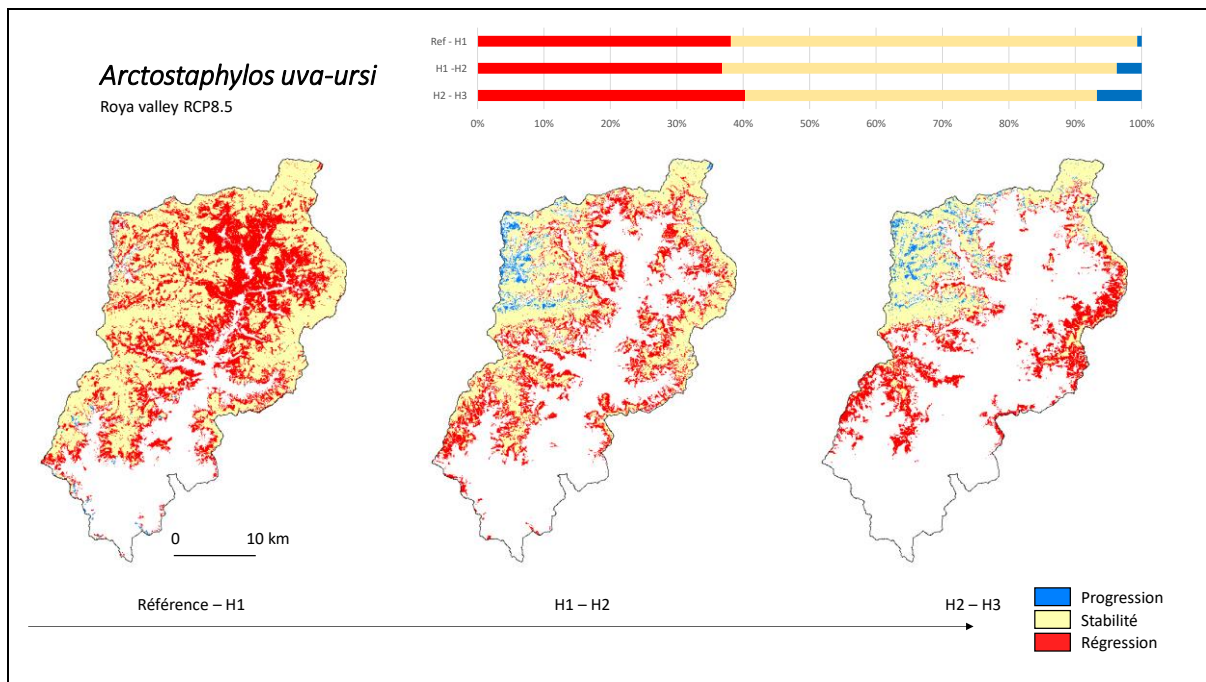 Arctostaphylos uva-ursi
Roya valley RCP8.5
Ref - H1
H1 -H2
H2 - H3
0% 10% 20% 30% 40% 50% 60% 70% 80% 90% 100%
0 10 km
Référence – H1
H1 – H2
H2 – H3
Progression
Stabilité
Régression